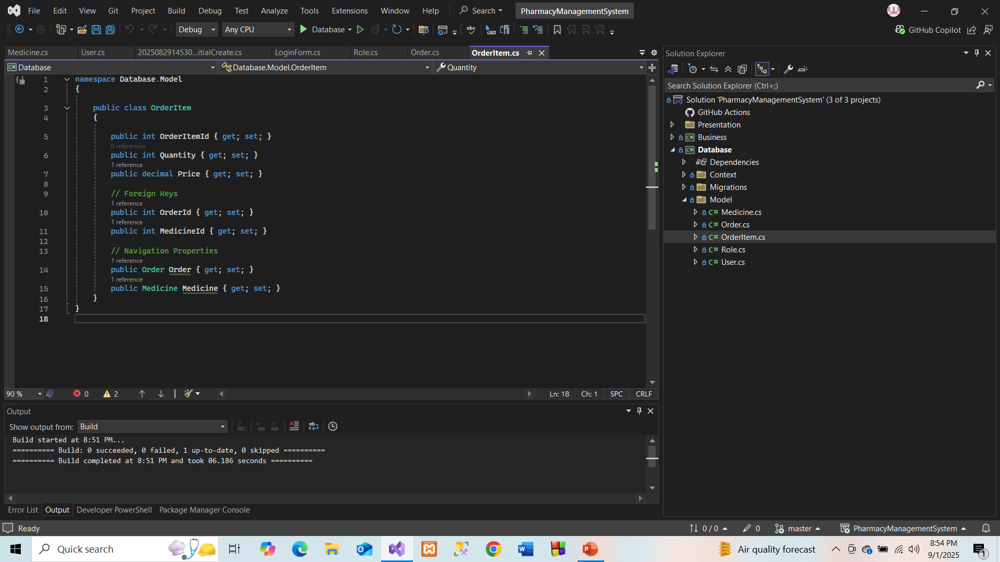 File Edit View Git Project Build Debug Test Analyze Tools Extensions Window Help Search PharmacyManagementSystem
Debug Any CPU Database GitHub Copilot
Medicine.cs User.cs 2025082914530...itialCreate.cs LoginForm.cs Role.cs Order.cs OrderItem.cs
Database Database.Model.OrderItem Quantity
1 namespace Database.Model
2 {
3 public class OrderItem
4 {
5 public int OrderItemId { get; set; }
0 references
6 public int Quantity { get; set; }
1 reference
7 public decimal Price { get; set; }
8
9 // Foreign Keys
1 reference
10 public int OrderId { get; set; }
1 reference
11 public int MedicineId { get; set; }
12
13 // Navigation Properties
1 reference
14 public Order Order { get; set; }
1 reference
15 public Medicine Medicine { get; set; }
16 }
17 }
18
90 % 0 2 Ln: 18 Ch: 1 SPC CRLF
Output
Show output from: Build
Build started at 8:51 PM...
========== Build: 0 succeeded, 0 failed, 1 up-to-date, 0 skipped ==========
========== Build completed at 8:51 PM and took 06.186 seconds ==========
Error List Output Developer PowerShell Package Manager Console
Solution Explorer
Search Solution Explorer (Ctrl+;)
Solution 'PharmacyManagementSystem' (3 of 3 projects)
GitHub Actions
Presentation
C# Business
C# Database
Dependencies
Context
Migrations
Model
C# Medicine.cs
C# Order.cs
C# OrderItem.cs
C# Role.cs
C# User.cs
Ready 0 / 0 0 master PharmacyManagementSystem
Quick search Air quality forecast 8:54 PM
9/1/2025 1